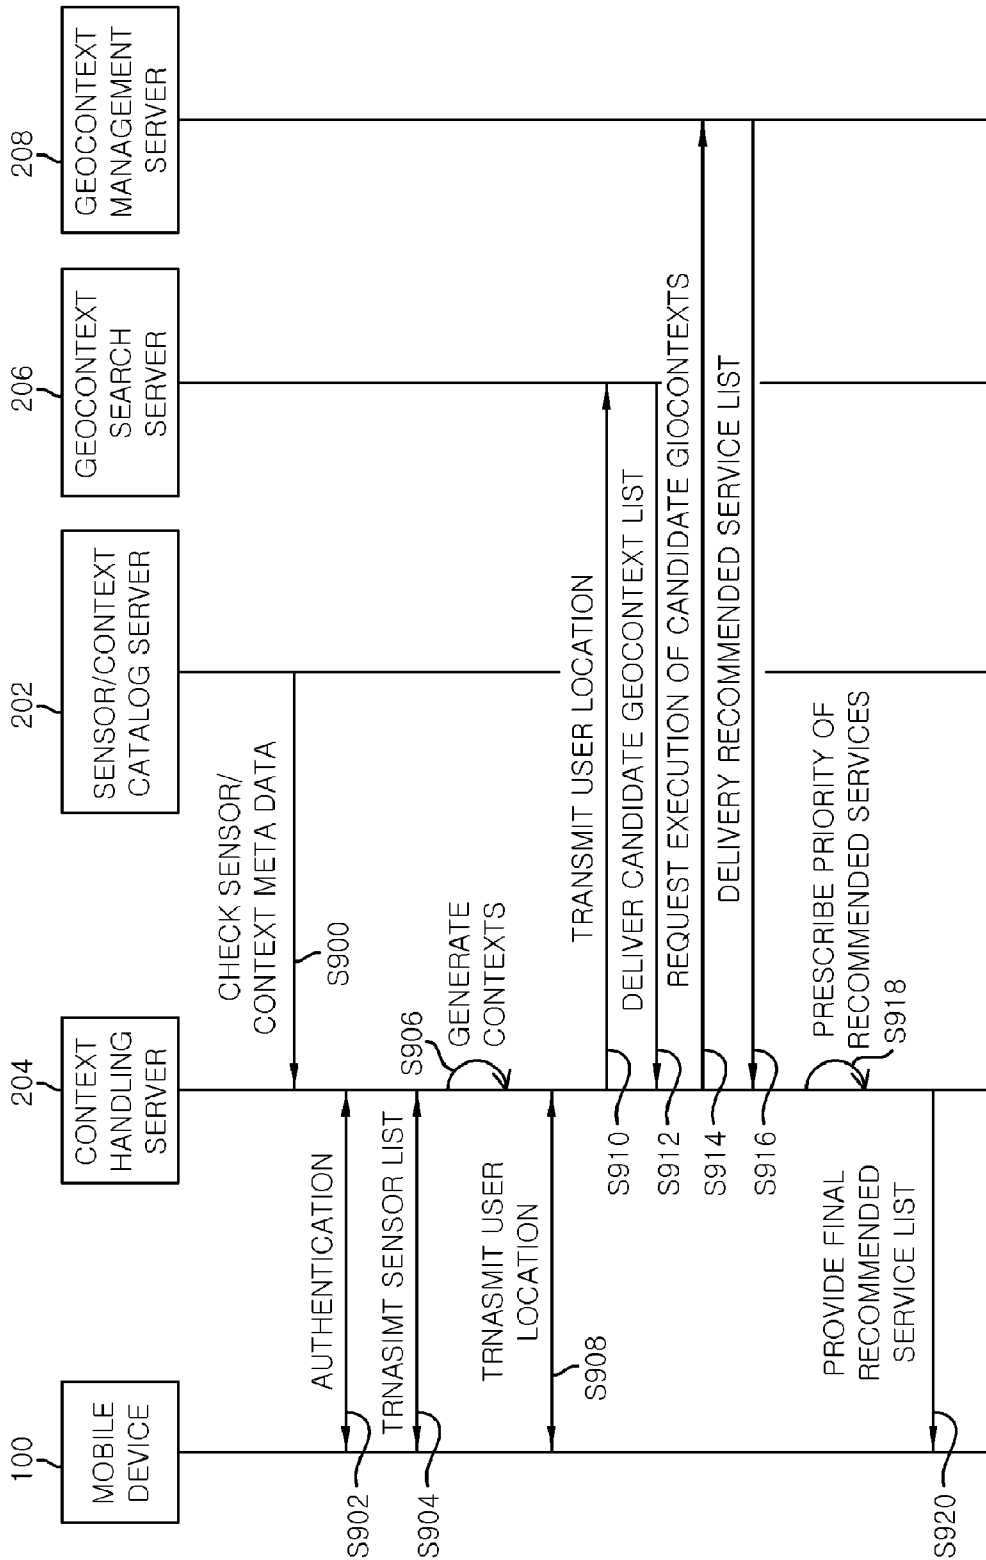 100
MOBILE
DEVICE
204
CONTEXT
HANDLING
SERVER
202
SENSOR/CONTEXT
CATALOG SERVER
206
GEOCONTEXT
SEARCH
SERVER
208
GEOCONTEXT
MANAGEMENT
SERVER
CHECK SENSOR/
CONTEXT META DATA
S900
AUTHENTICATION
S902
TRNASIMT SENSOR LIST
S904
S906
GENERATE
CONTEXTS
TRNASMIT USER
LOCATION
S908
TRANSMIT USER LOCATION
S910
DELIVER CANDIDATE GEOCONTEXT LIST
S912
REQUEST EXECUTION OF CANDIDATE GIOCONTEXTS
S914
DELIVERY RECOMMENDED SERVICE LIST
S916
PRESCRIBE PRIORITY OF
RECOMMENDED SERVICES
S918
PROVIDE FINAL
RECOMMENDED
SERVICE LIST
S920